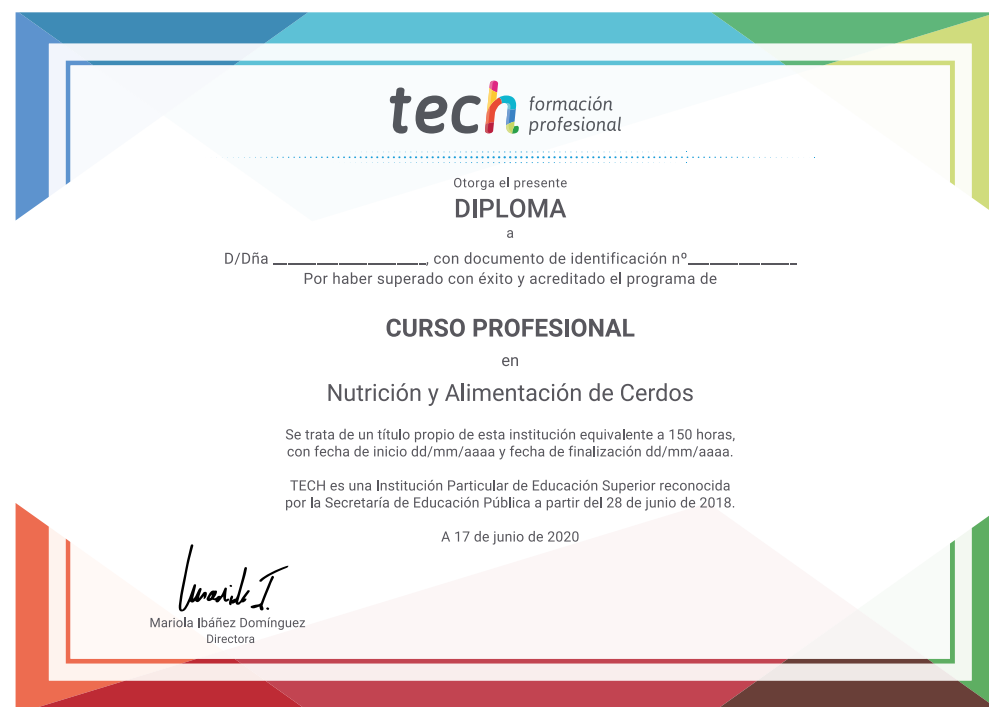 tech formación
profesional
Otorga el presente
DIPLOMA
a
D/Dña ____________________, con documento de identificación nº______________
Por haber superado con éxito y acreditado el programa de
CURSO PROFESIONAL
en
Nutrición y Alimentación de Cerdos
Se trata de un título propio de esta institución equivalente a 150 horas,
con fecha de inicio dd/mm/aaaa y fecha de finalización dd/mm/aaaa.
TECH es una Institución Particular de Educación Superior reconocida
por la Secretaría de Educación Pública a partir del 28 de junio de 2018.
A 17 de junio de 2020
Mariola Ibáñez Domínguez
Directora